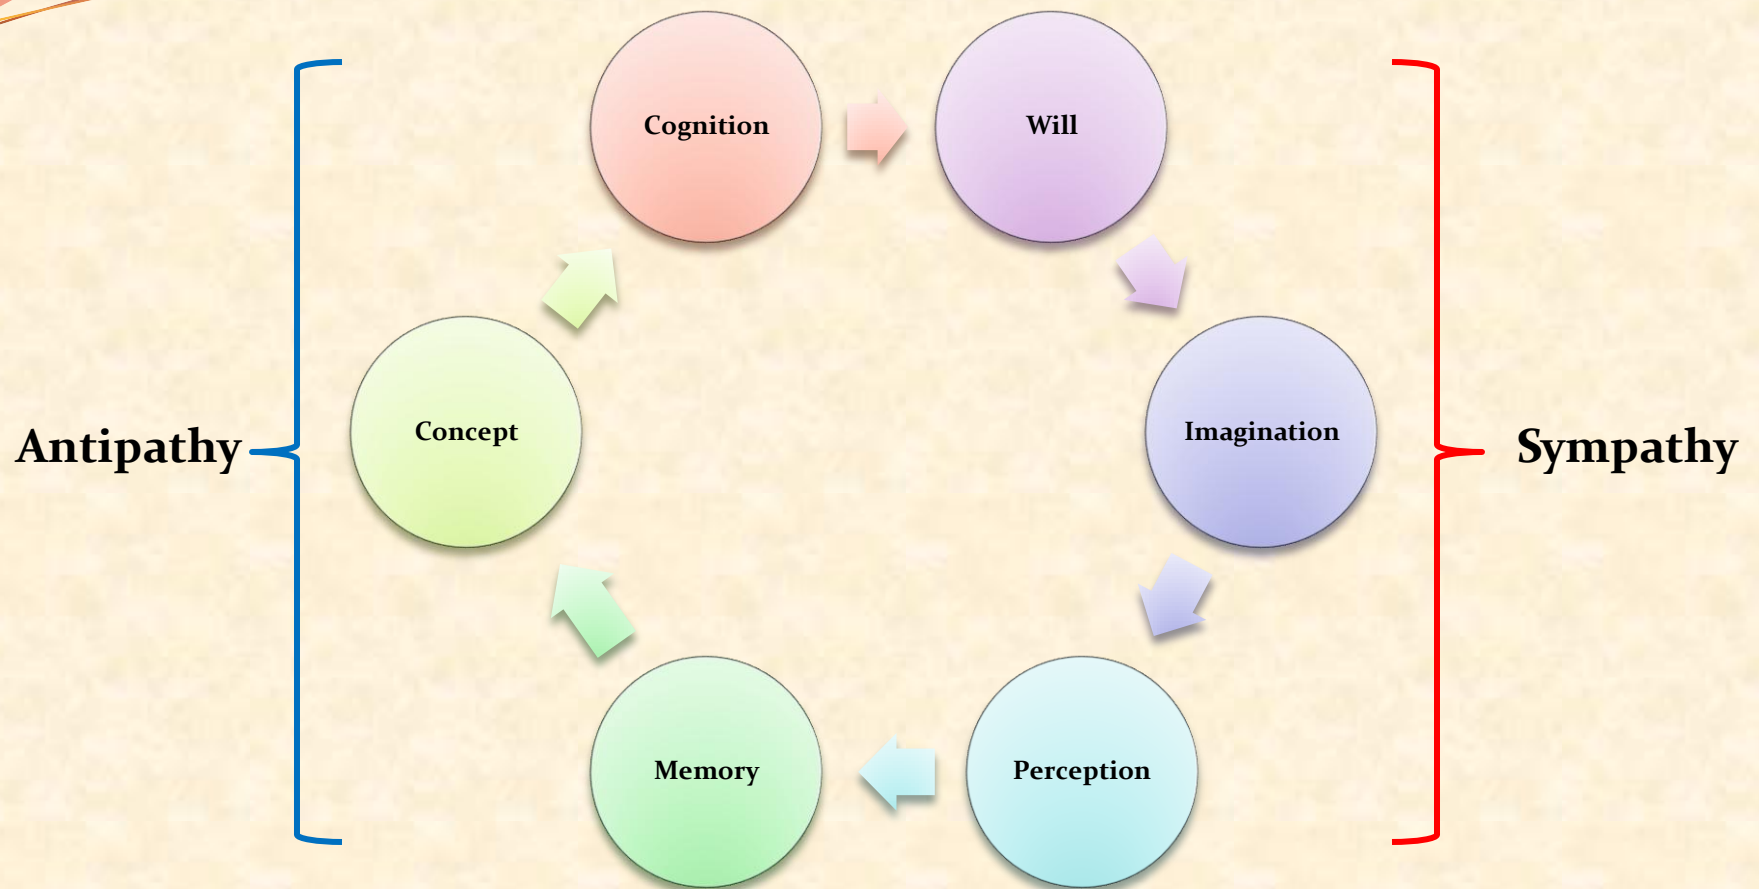 Cognition
Will
Antipathy
Concept
Imagination
Sympathy
Memory
Perception